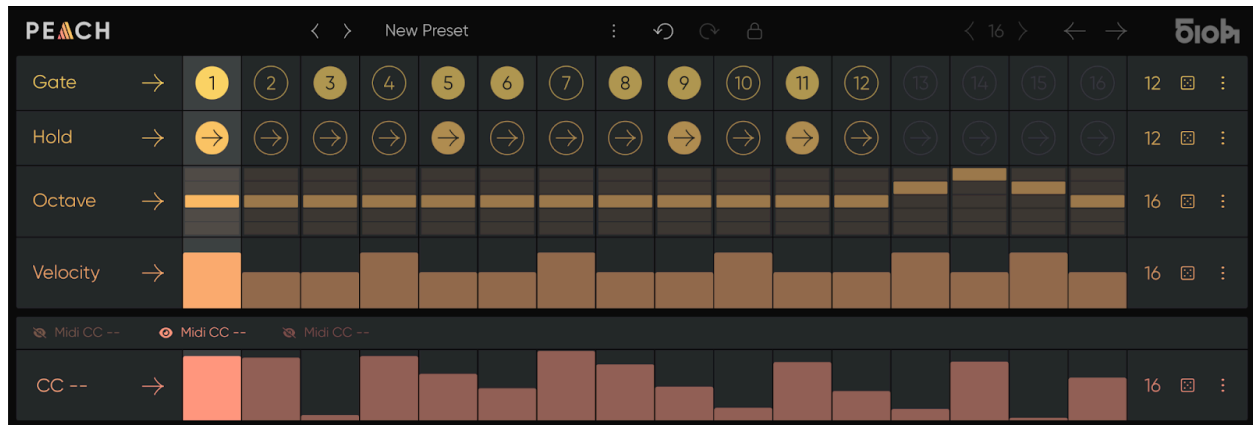 PEACH New Preset 16
Gate 1 2 3 4 5 6 7 8 9 10 11 12 13 14 15 16 12
Hold 12
Octave 16
Velocity 16
Midi CC -- Midi CC -- Midi CC --
CC -- 16